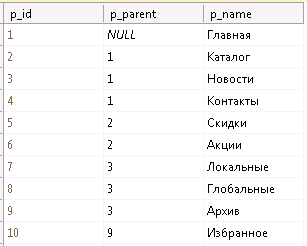 p_id p_parent p_name
1 NULL Главная
2 1 Каталог
3 1 Новости
4 1 Контакты
5 2 Скидки
6 2 Акции
7 3 Локальные
8 3 Глобальные
9 3 Архив
10 9 Избранное